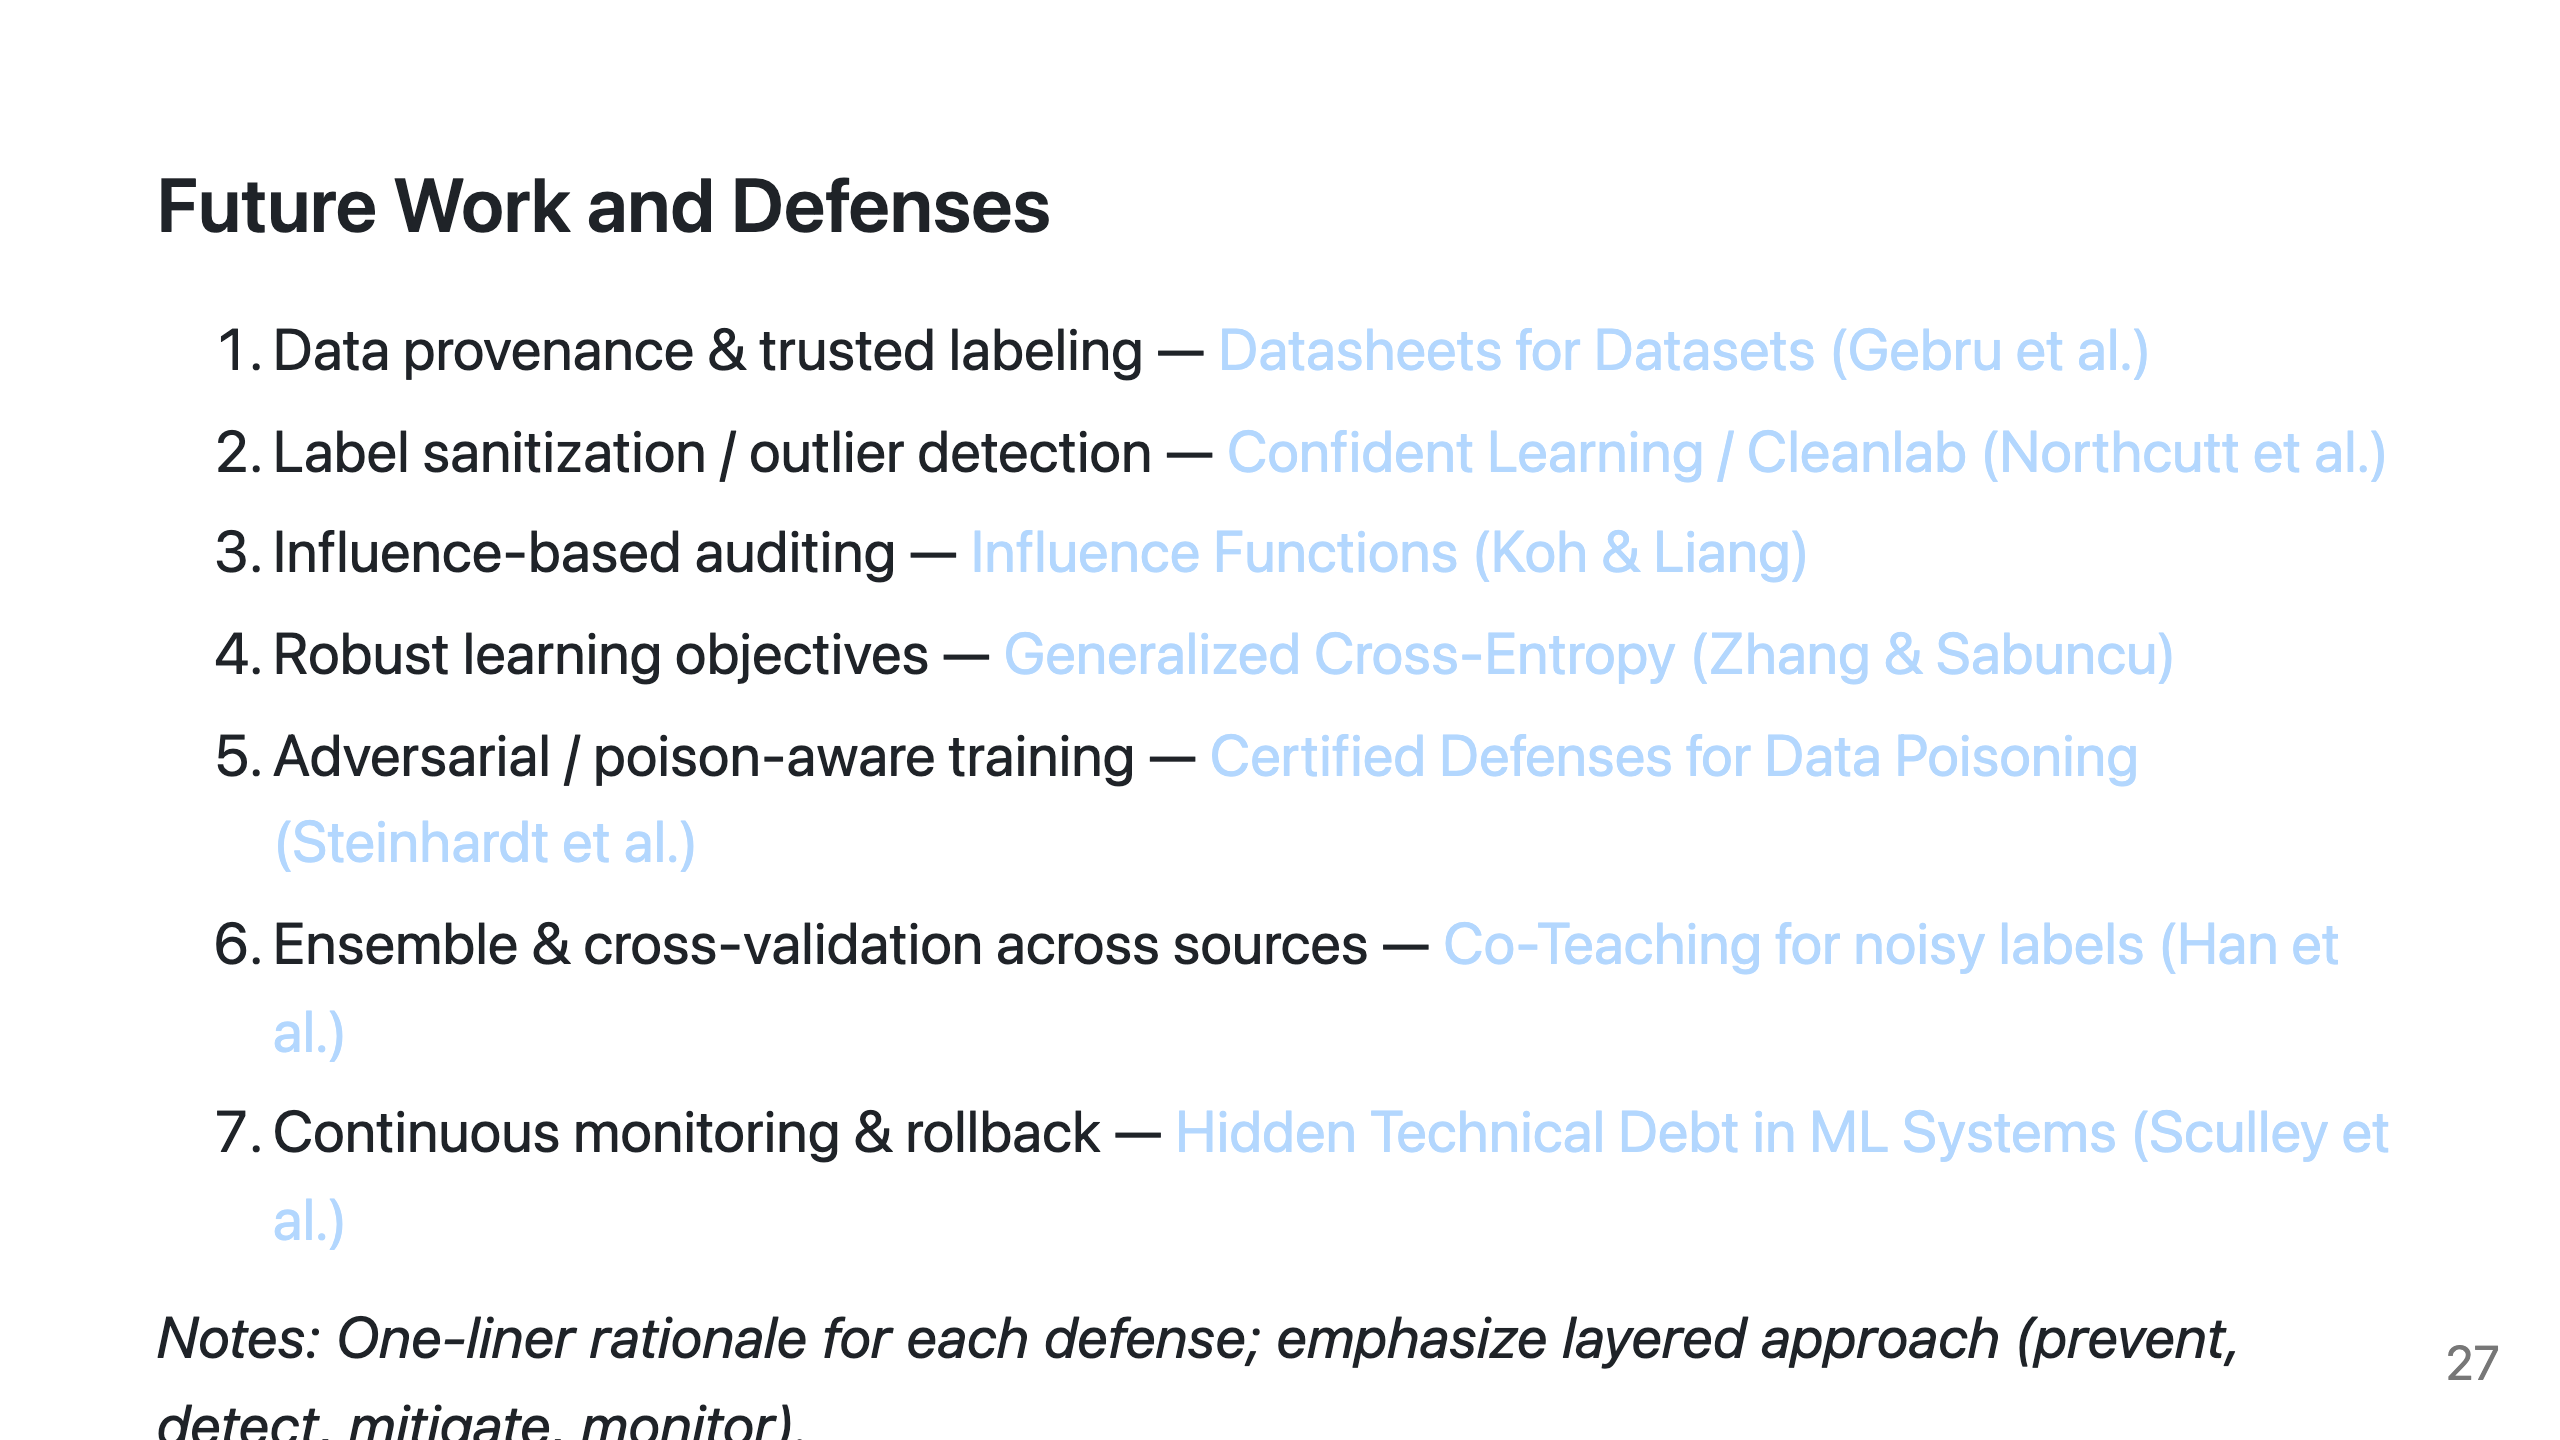 Future Work and Defenses
1. Data provenance & trusted labeling — Datasheets for Datasets (Gebru et al.)
2. Label sanitization / outlier detection — Confident Learning / Cleanlab (Northcutt et al.)
3. Influence-based auditing — Influence Functions (Koh & Liang)
4. Robust learning objectives — Generalized Cross-Entropy (Zhang & Sabuncu)
5. Adversarial / poison-aware training — Certified Defenses for Data Poisoning
(Steinhardt et al.)
6. Ensemble & cross-validation across sources — Co-Teaching for noisy labels (Han et
al.)
7. Continuous monitoring & rollback — Hidden Technical Debt in ML Systems (Sculley et
al.)
Notes: One-liner rationale for each defense; emphasize layered approach (prevent,
detect, mitigate, monitor).
27